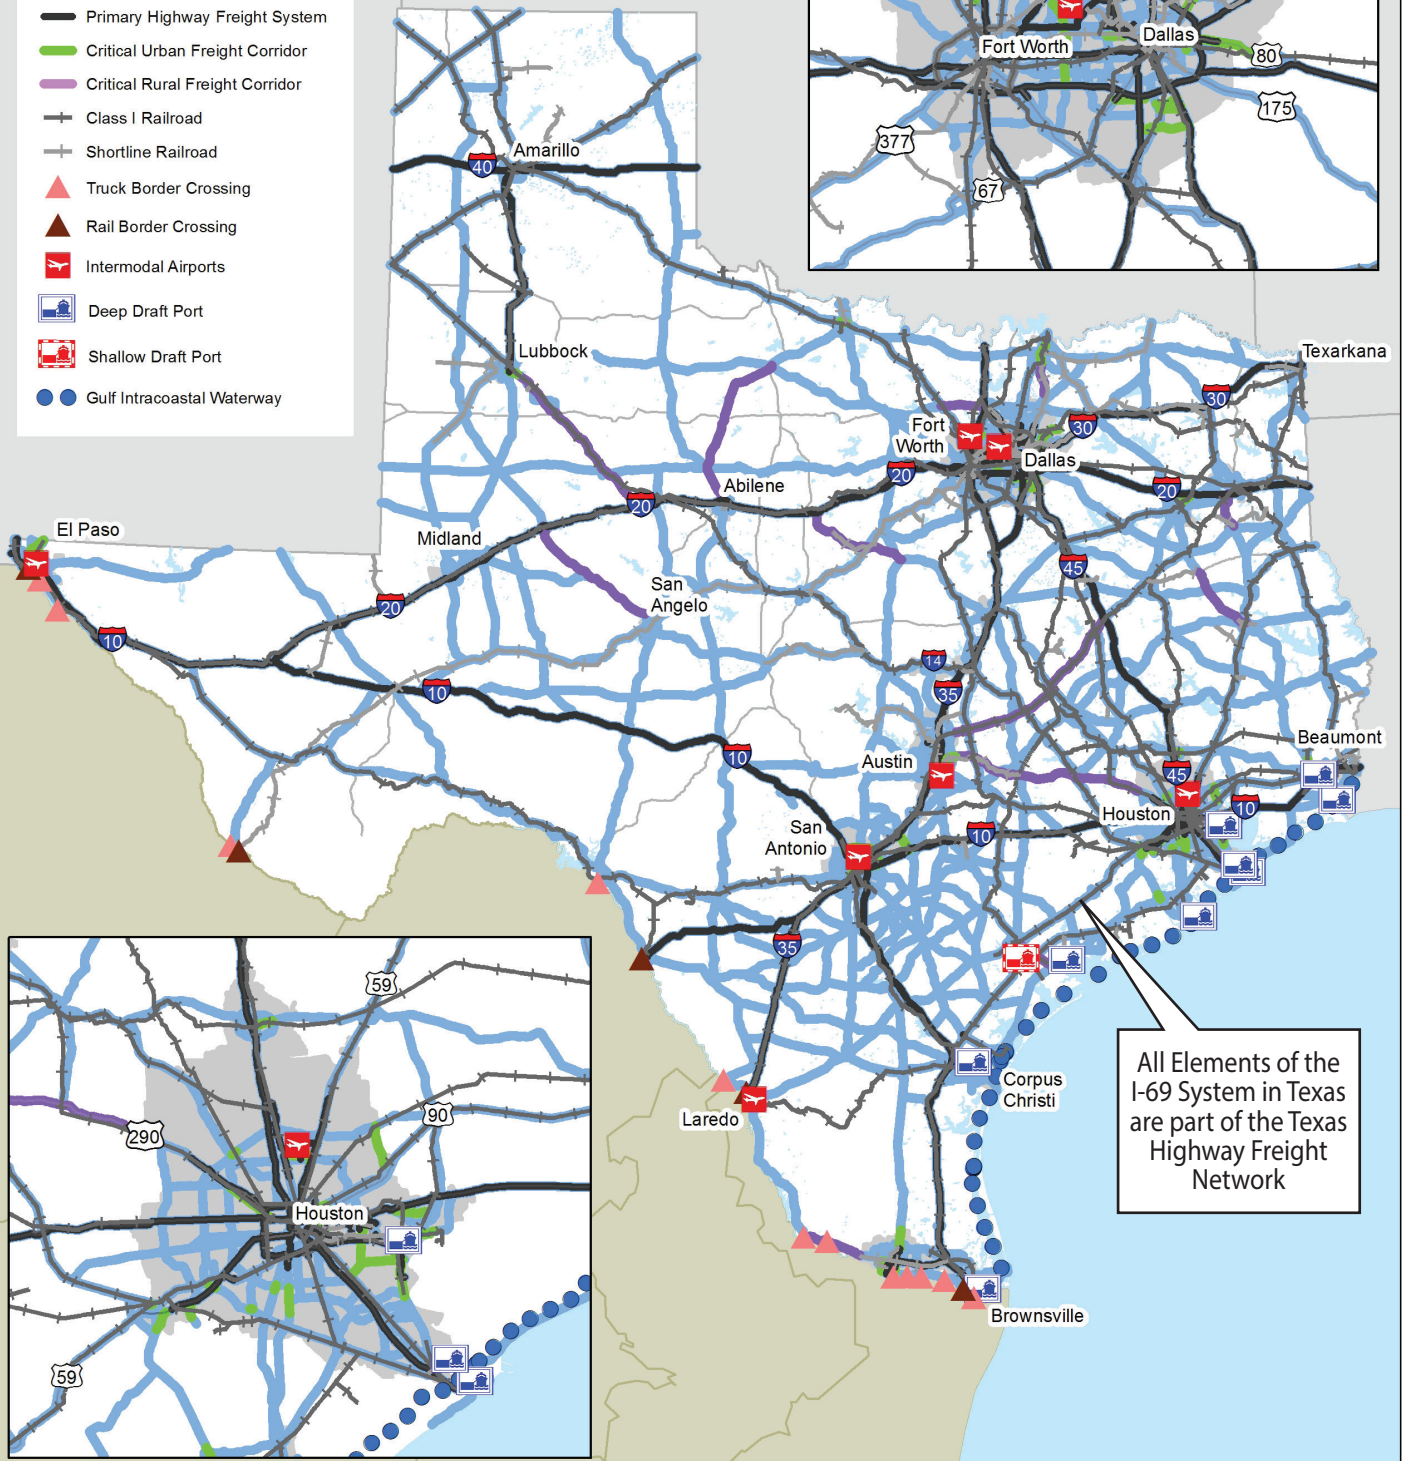 Primary Highway Freight System
Critical Urban Freight Corridor
Critical Rural Freight Corridor
Class I Railroad
Shortline Railroad
Truck Border Crossing
Rail Border Crossing
Intermodal Airports
Deep Draft Port
Shallow Draft Port
Gulf Intracoastal Waterway
Fort Worth
Dallas
80
175
377
67
40
Amarillo
Lubbock
Texarkana
30
Fort
Worth
30
Dallas
20
20
Abilene
20
El Paso
Midland
45
San
Angelo
20
10
14
35
10
Beaumont
10
Austin
45
10
Houston
San
Antonio
10
35
59
All Elements of the
I-69 System in Texas
are part of the Texas
Highway Freight
Network
Corpus
Christi
Laredo
90
290
Houston
Brownsville
59